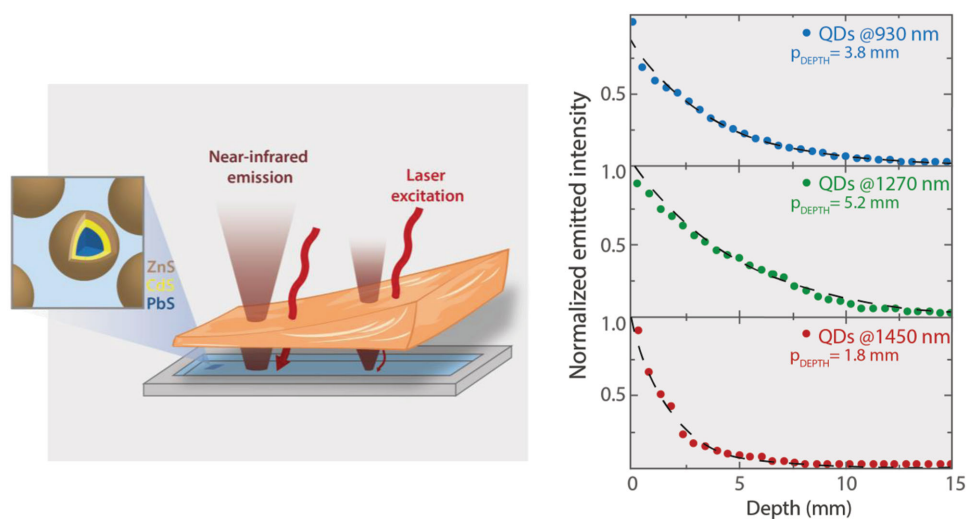 Near-infrared
emission
Laser
excitation
ZnS
CdS
PbS
Normalized emitted intensity
QDs @930 nm
pDEPTH= 3.8 mm
0.5
1.0
QDs @1270 nm
pDEPTH= 5.2 mm
0.5
1.0
QDs @1450 nm
pDEPTH= 1.8 mm
0.5
0 5 10 15
Depth (mm)